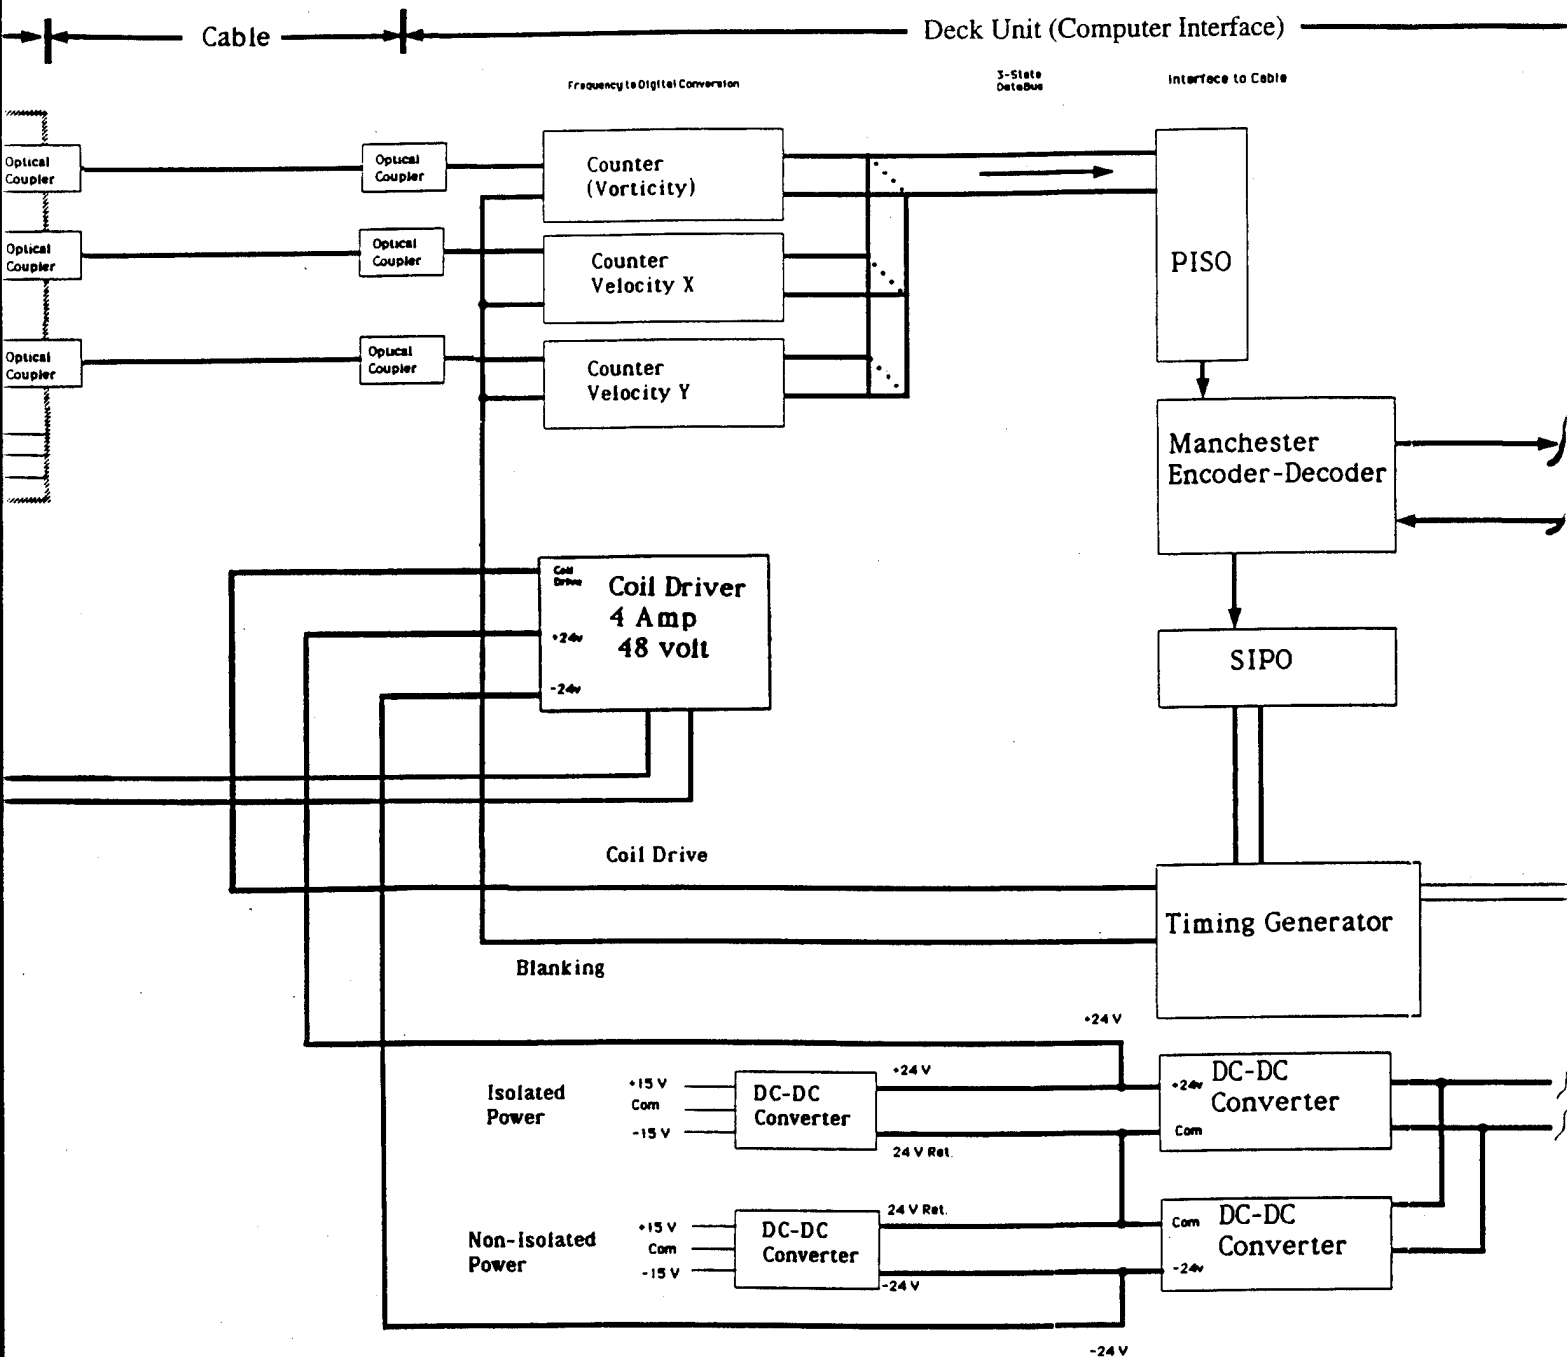 Cable
Deck Unit (Computer Interface)
Frequency to Digital Conversion
3-State
DataBus
Interface to Cable
Optical
Coupler
Optical
Coupler
Counter
(Vorticity)
Optical
Coupler
Optical
Coupler
Counter
Velocity X
PISO
Optical
Coupler
Optical
Coupler
Counter
Velocity Y
Manchester
Encoder-Decoder
Coil
Drive
Coil Driver
4 Amp
48 volt
+24v
-24v
SIPO
Coil Drive
Timing Generator
Blanking
+24 V
Isolated
Power
+15 V
Com
-15 V
DC-DC
Converter
+24 V
24 V Ret.
+24v
Com
DC-DC
Converter
Non-Isolated
Power
+15 V
Com
-15 V
DC-DC
Converter
24 V Ret.
-24 V
Com
-24v
DC-DC
Converter
-24 V